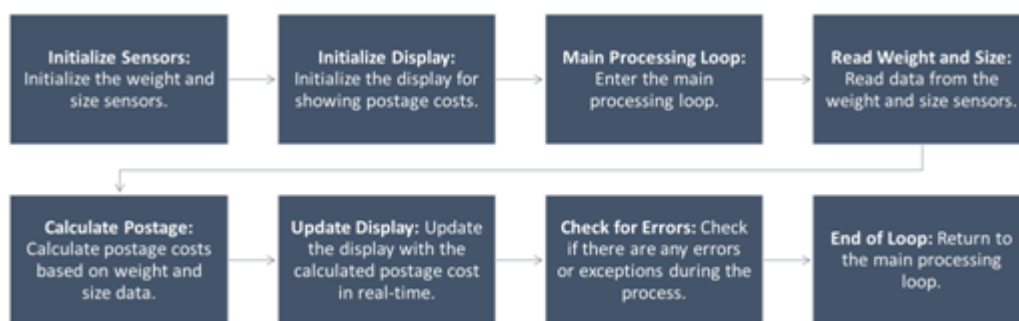 Initialize Sensors:
Initialize the weight and
size sensors.
Initialize Display:
Initialize the display for
showing postage costs.
Main Processing Loop:
Enter the main
processing loop.
Read Weight and Size:
Read data from the
weight and size sensors.
Calculate Postage:
Calculate postage costs
based on weight and
size data.
Update Display: Update
the display with the
calculated postage cost
in real-time.
Check for Errors: Check
if there are any errors
or exceptions during the
process.
End of Loop: Return to
the main processing
loop.